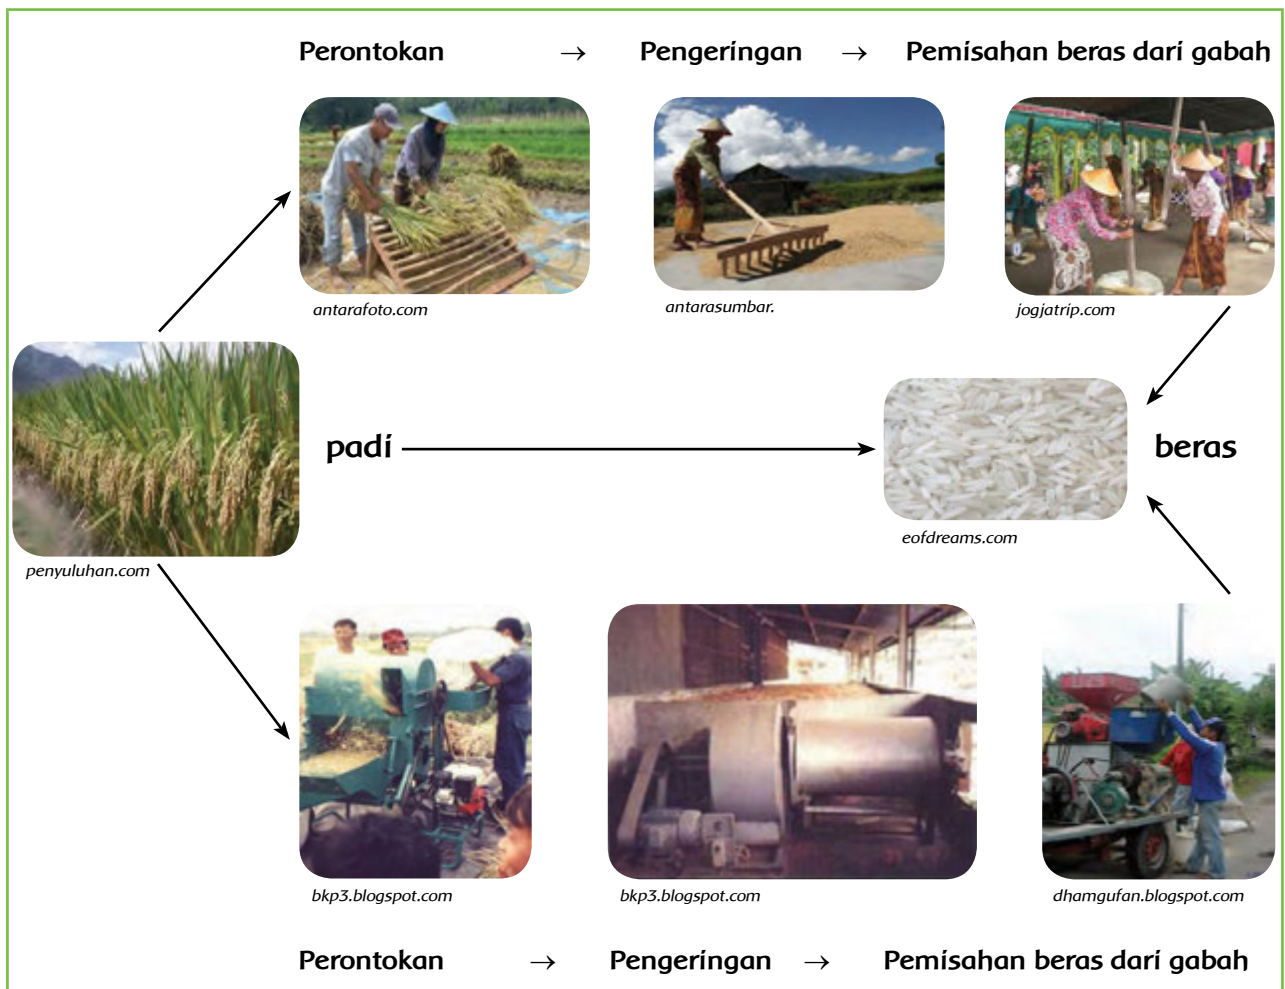 Perontokan → Pengeringan → Pemisahan beras dari gabah
antarafoto.com
antarasumbar.
jogjatrip.com
padi
beras
eofdreams.com
penyuluhan.com
bkp3.blogspot.com
bkp3.blogspot.com
dhamgufan.blogspot.com
Perontokan → Pengeringan → Pemisahan beras dari gabah